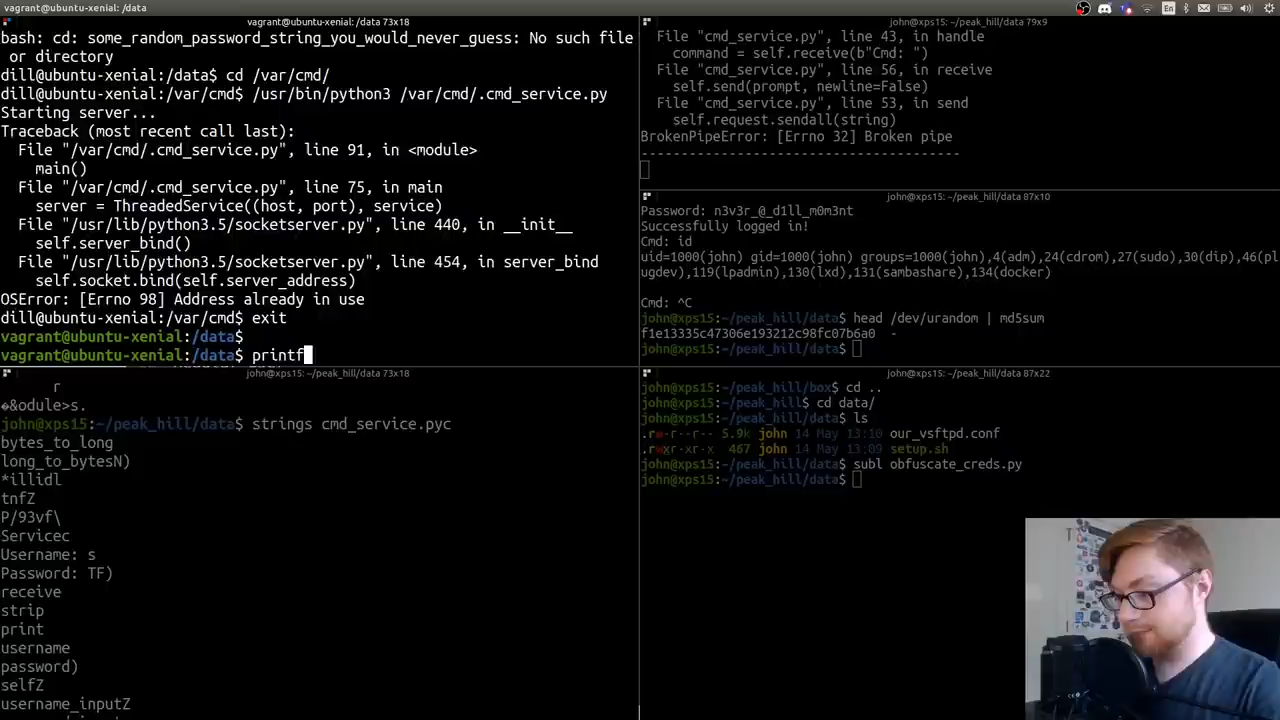 vagrant@ubuntu-xenial: /data
En
vagrant@ubuntu-xenial: /data 73x18
bash: cd: some_random_password_string_you_would_never_guess: No such file
or directory
dill@ubuntu-xenial:/data$ cd /var/cmd/
dill@ubuntu-xenial:/var/cmd$ /usr/bin/python3 /var/cmd/.cmd_service.py
Starting server...
Traceback (most recent call last):
File "/var/cmd/.cmd_service.py", line 91, in <module>
main()
File "/var/cmd/.cmd_service.py", line 75, in main
server = ThreadedService((host, port), service)
File "/usr/lib/python3.5/socketserver.py", line 440, in __init__
self.server_bind()
File "/usr/lib/python3.5/socketserver.py", line 454, in server_bind
self.socket.bind(self.server_address)
OSError: [Errno 98] Address already in use
dill@ubuntu-xenial:/var/cmd$ exit
vagrant@ubuntu-xenial:/data$
vagrant@ubuntu-xenial:/data$ printf
john@xps15: ~/peak_hill/data 79x9
File "cmd_service.py", line 43, in handle
command = self.receive(b"Cmd: ")
File "cmd_service.py", line 56, in receive
self.send(prompt, newline=False)
File "cmd_service.py", line 53, in send
self.request.sendall(string)
BrokenPipeError: [Errno 32] Broken pipe
----------------------------------------
john@xps15: ~/peak_hill/data 87x10
Password: n3v3r_@_d1ll_m0m3nt
Successfully logged in!
Cmd: id
uid=1000(john) gid=1000(john) groups=1000(john),4(adm),24(cdrom),27(sudo),30(dip),46(pl
ugdev),119(lpadmin),130(lxd),131(sambashare),134(docker)
Cmd: ^C
john@xps15:~/peak_hill/data$ head /dev/urandom | md5sum
f1e13335c47306e193212c98fc07b6a0  -
john@xps15:~/peak_hill/data$
john@xps15: ~/peak_hill/data 73x18
r
�&odule>s.
john@xps15:~/peak_hill/data$ strings cmd_service.pyc
bytes_to_long
long_to_bytesN)
*illidl
tnfZ
P/93vf\
Servicec
Username: s
Password: TF)
receive
strip
print
username
password)
selfZ
username_inputZ
john@xps15: ~/peak_hill/data 87x22
john@xps15:~/peak_hill/box$ cd ..
john@xps15:~/peak_hill$ cd data/
john@xps15:~/peak_hill/data$ ls
.rw-r--r-- 5.9k john 14 May 13:10 our_vsftpd.conf
.rwxr-xr-x 467 john 14 May 13:09 setup.sh
john@xps15:~/peak_hill/data$ subl obfuscate_creds.py
john@xps15:~/peak_hill/data$